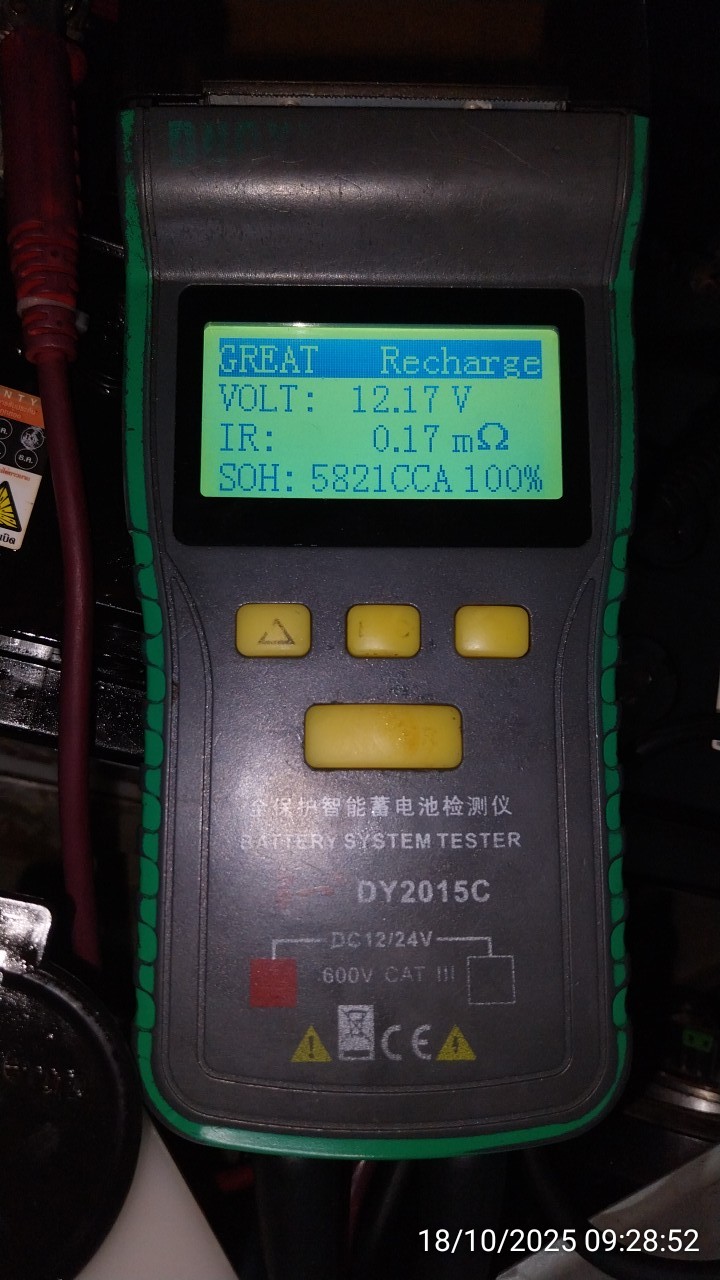 GREAT Recharge
VOLT: 12.17 V
IR: 0.17 mΩ
SOH: 5821CCA 100%
NTY
S.R.
全保护智能蓄电池检测仪
BATTERY SYSTEM TESTER
DY2015C
DC12/24V
600V CAT III
CE
18/10/2025 09:28:52